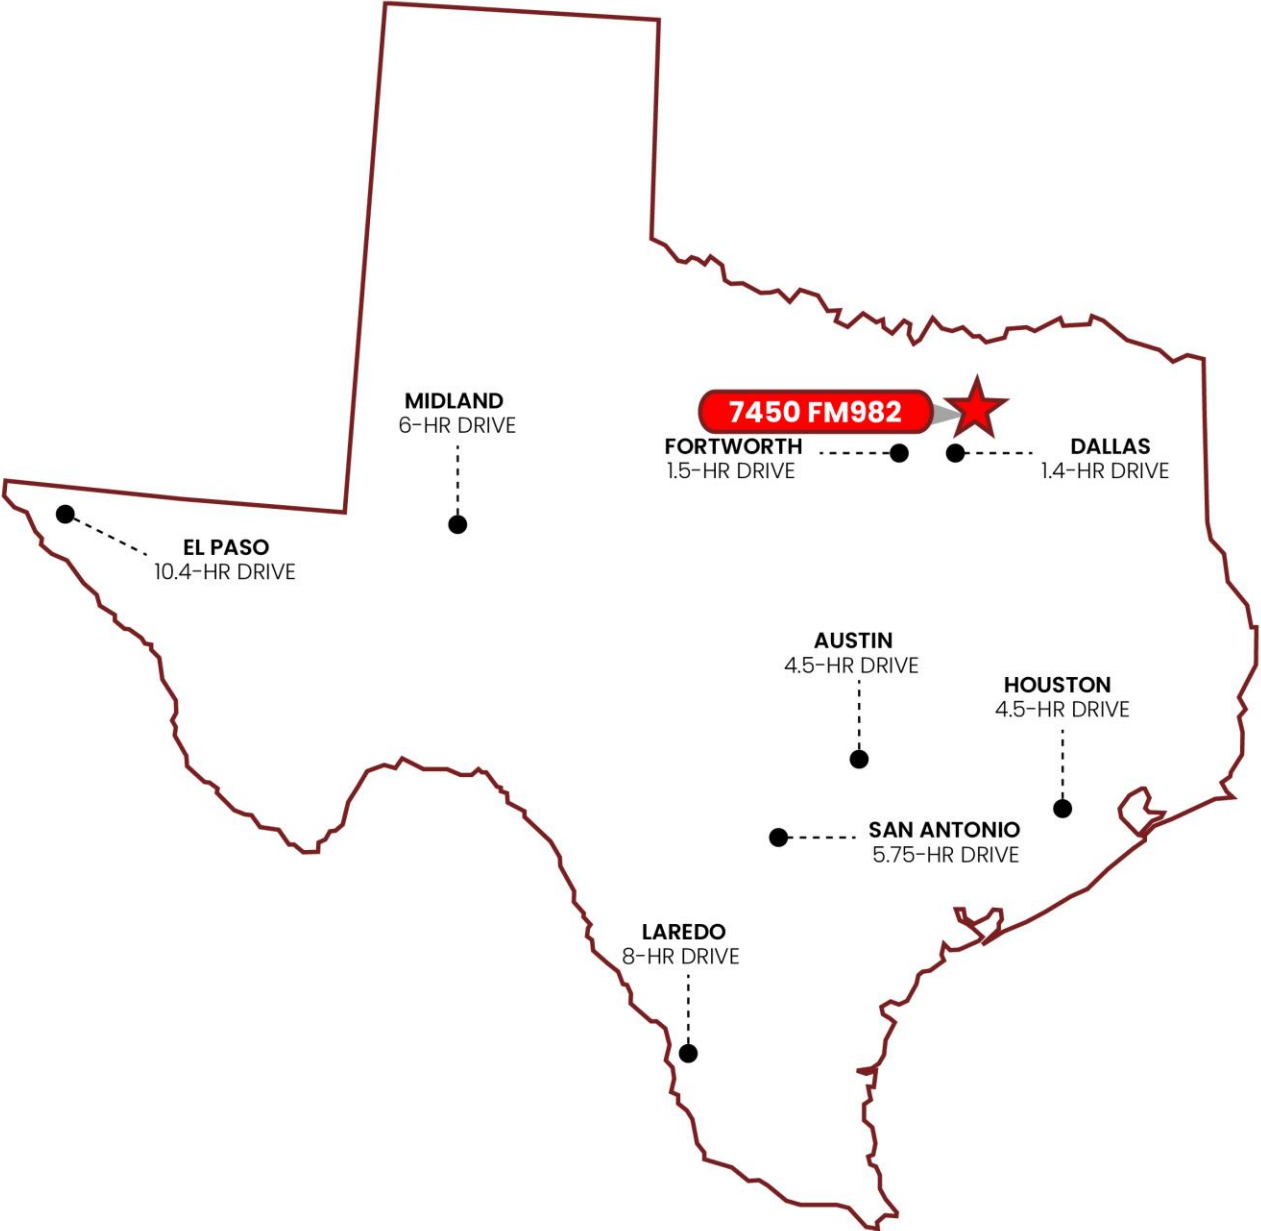 MIDLAND
6-HR DRIVE
7450 FM982
FORTWORTH
1.5-HR DRIVE
DALLAS
1.4-HR DRIVE
EL PASO
10.4-HR DRIVE
AUSTIN
4.5-HR DRIVE
HOUSTON
4.5-HR DRIVE
SAN ANTONIO
5.75-HR DRIVE
LAREDO
8-HR DRIVE